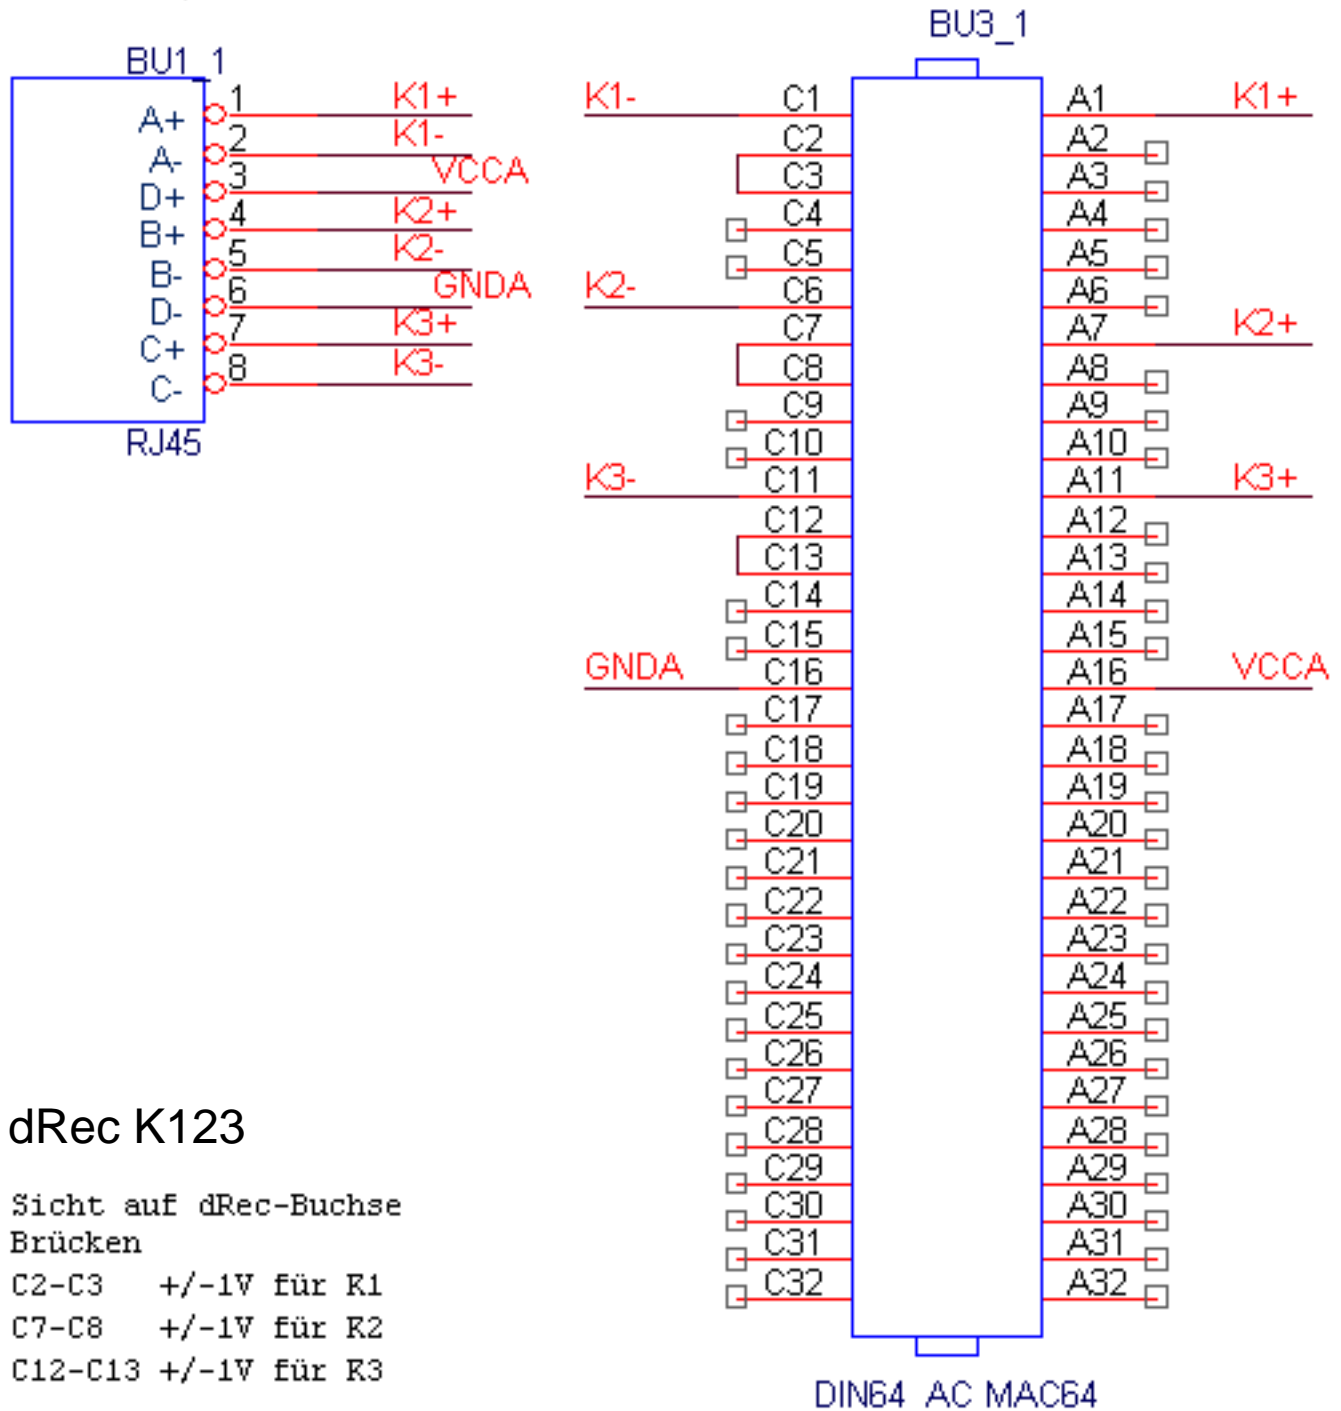 BU1_1
A+ 1 K1+
A- 2 K1-
D+ 3 VCCA
B+ 4 K2+
B- 5 K2-
D- 6 GNDA
C+ 7 K3+
C- 8 K3-
RJ45
BU3_1
K1- C1 A1 K1+
C2 A2
C3 A3
C4 A4
C5 A5
K2- C6 A6
C7 A7 K2+
C8 A8
C9 A9
C10 A10
K3- C11 A11 K3+
C12 A12
C13 A13
C14 A14
C15 A15
GNDA C16 A16 VCCA
C17 A17
C18 A18
C19 A19
C20 A20
C21 A21
C22 A22
C23 A23
C24 A24
C25 A25
C26 A26
C27 A27
C28 A28
C29 A29
C30 A30
C31 A31
C32 A32
DIN64 AC MAC64
dRec K123
Sicht auf dRec-Buchse
Brücken
C2-C3 +/-1V für K1
C7-C8 +/-1V für K2
C12-C13 +/-1V für K3